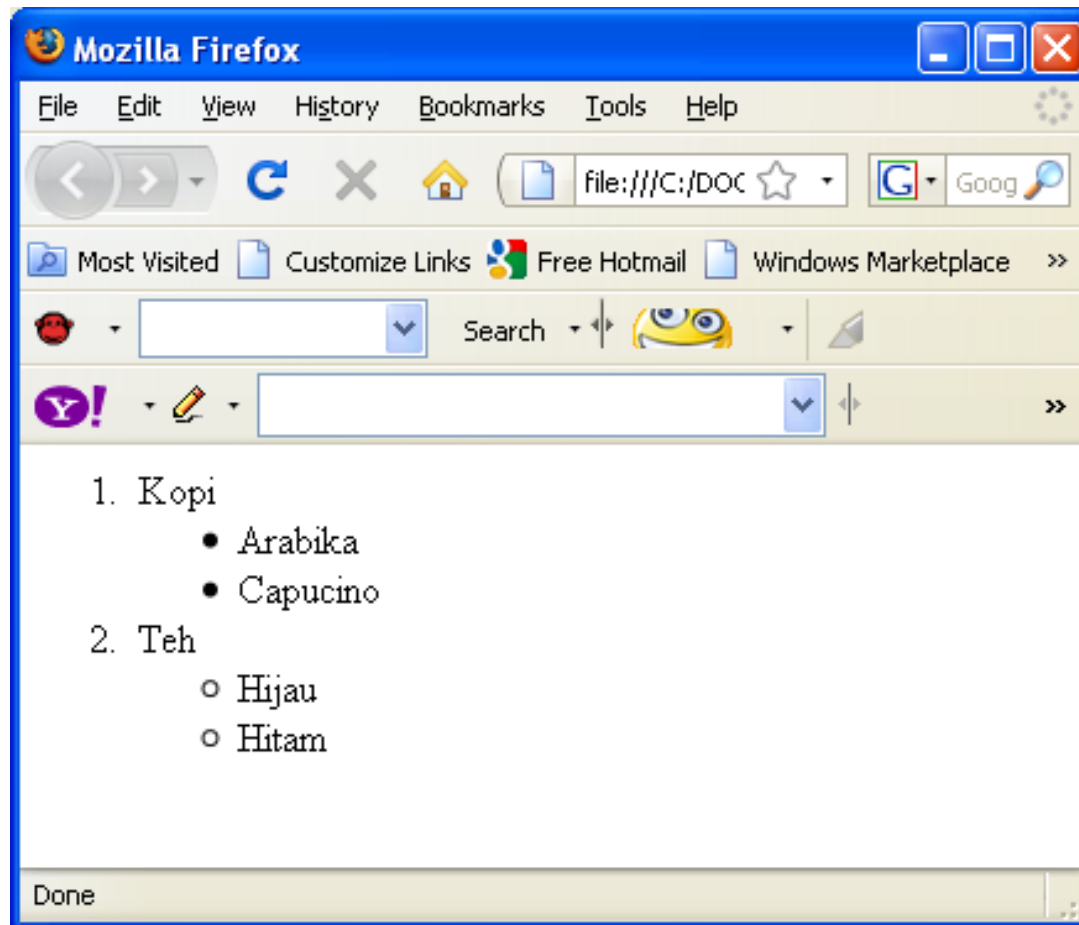 Mozilla Firefox
File Edit View History Bookmarks Tools Help
file:///C:/DOC G Goog
Most Visited Customize Links Free Hotmail Windows Marketplace »
Search
Y! »
1. Kopi
• Arabika
• Capucino
2. Teh
○ Hijau
○ Hitam
Done